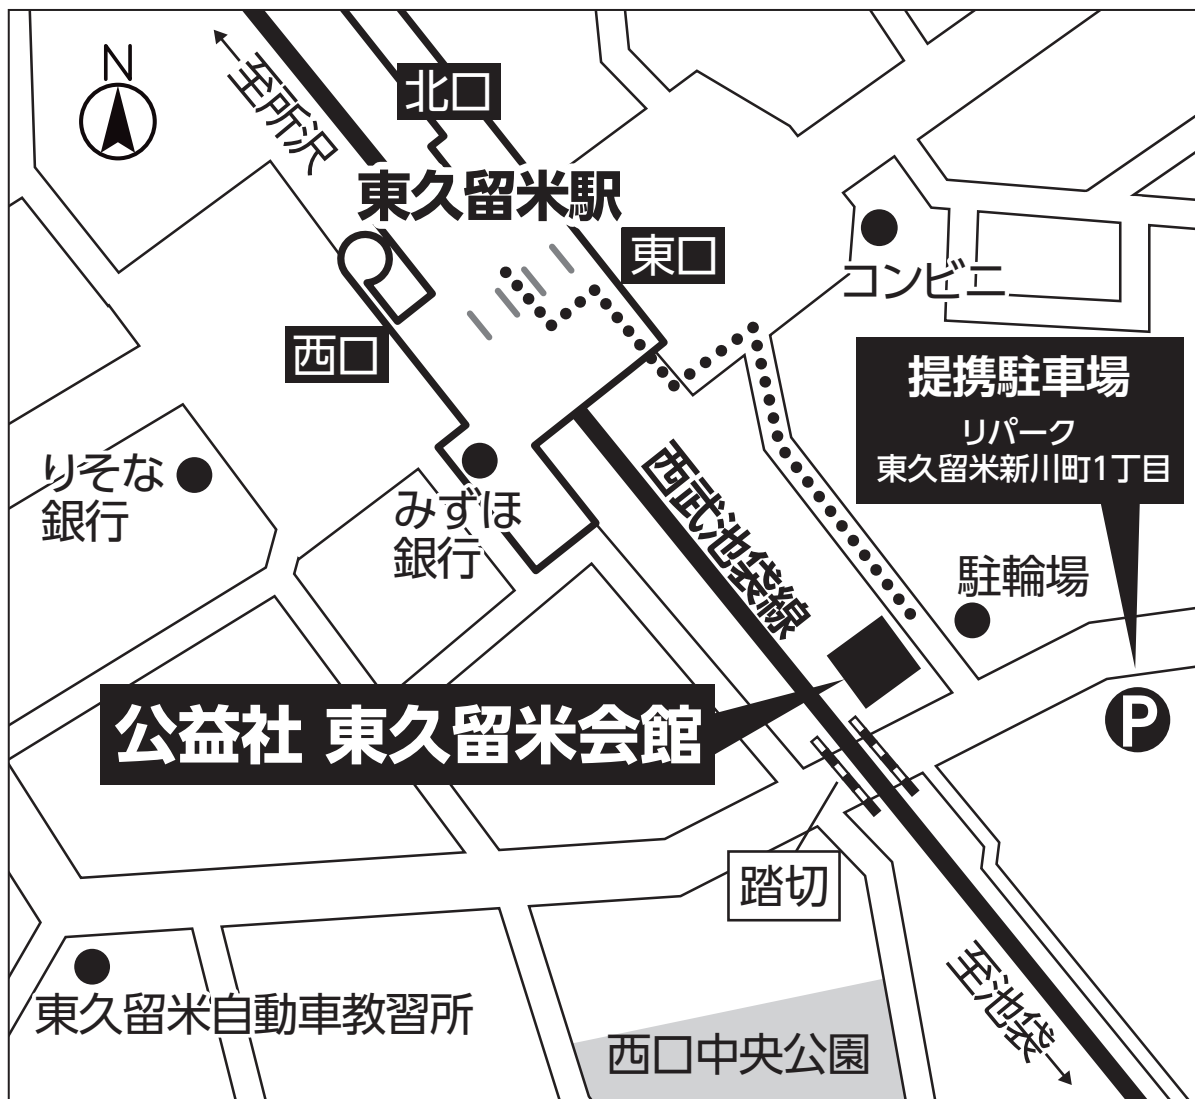 N
至所沢
北口
東久留米駅
東口
コンビニ
西口
提携駐車場
リパーク
東久留米新川町1丁目
りそな
銀行
みずほ
銀行
西武池袋線
駐輪場
公益社 東久留米会館
P
踏切
至池袋
東久留米自動車教習所
西口中央公園